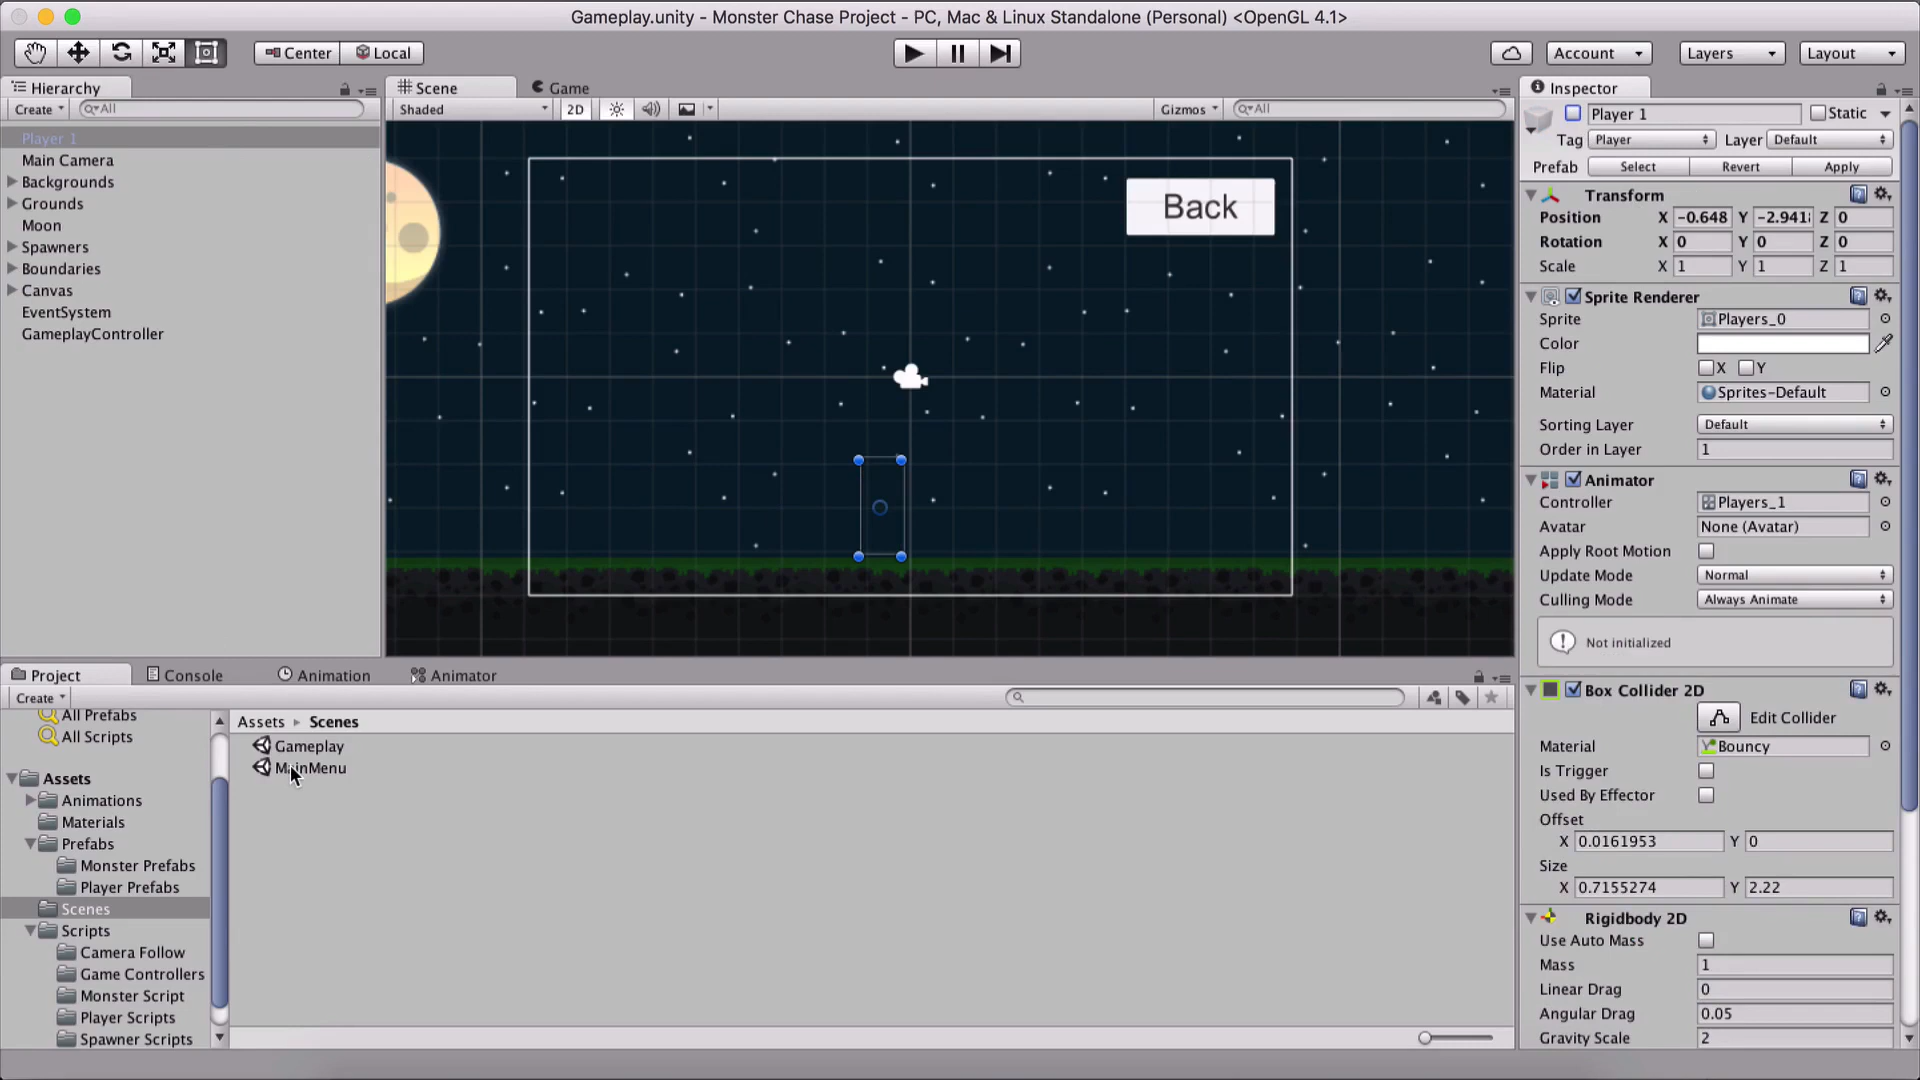 Gameplay.unity - Monster Chase Project - PC, Mac & Linux Standalone (Personal) <OpenGL 4.1>
Center Local Account Layers Layout
Hierarchy
Create All
Player 1
Main Camera
Backgrounds
Grounds
Moon
Spawners
Boundaries
Canvas
EventSystem
GameplayController
Scene Game
Shaded 2D Gizmos All
Back
Inspector
Player 1 Static
Tag Player Layer Default
Prefab Select Revert Apply
Transform
Position X -0.648 Y -2.941 Z 0
Rotation X 0 Y 0 Z 0
Scale X 1 Y 1 Z 1
Sprite Renderer
Sprite Players_0
Color
Flip X Y
Material Sprites-Default
Sorting Layer Default
Order in Layer 1
Animator
Controller Players_1
Avatar None (Avatar)
Apply Root Motion
Update Mode Normal
Culling Mode Always Animate
Not initialized
Box Collider 2D
Edit Collider
Material Bouncy
Is Trigger
Used By Effector
Offset
X 0.0161953 Y 0
Size
X 0.7155274 Y 2.22
Rigidbody 2D
Use Auto Mass
Mass 1
Linear Drag 0
Angular Drag 0.05
Gravity Scale 2
Project Console Animation Animator
Create
All Prefabs
All Scripts
Assets
Animations
Materials
Prefabs
Monster Prefabs
Player Prefabs
Scenes
Scripts
Camera Follow
Game Controllers
Monster Script
Player Scripts
Spawner Scripts
Assets Scenes
Gameplay
MainMenu